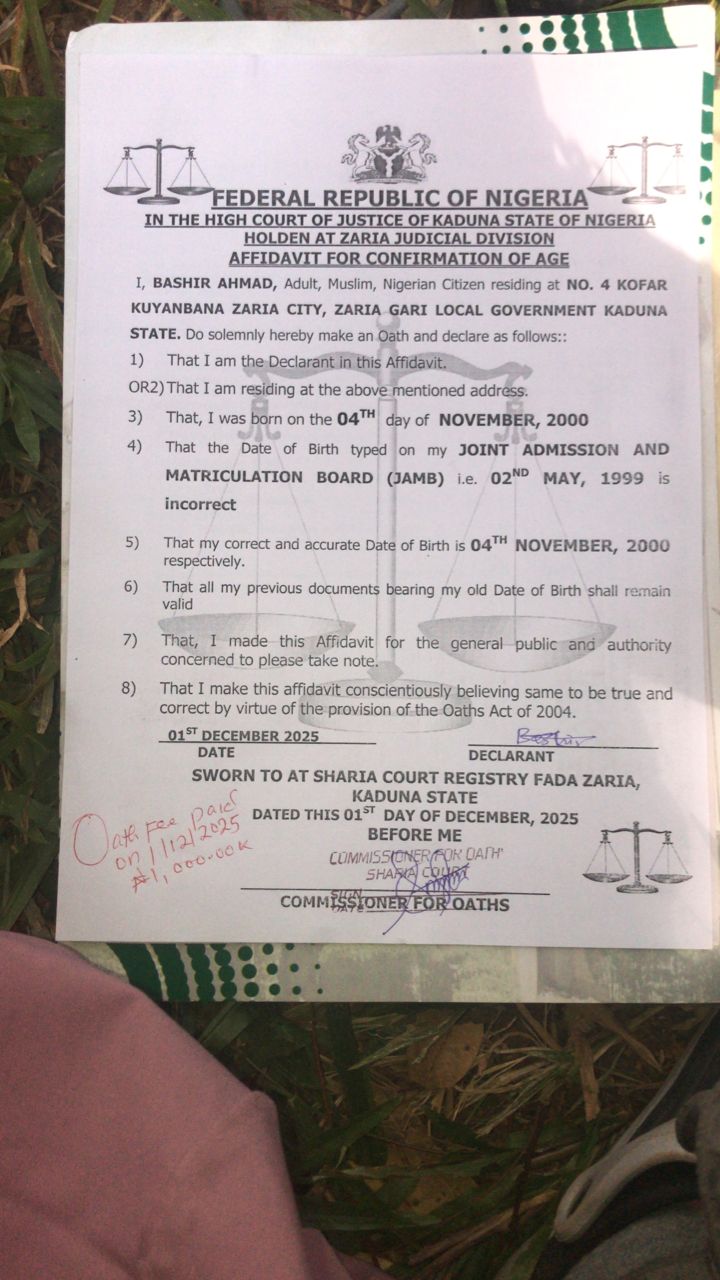 FEDERAL REPUBLIC OF NIGERIA
IN THE HIGH COURT OF JUSTICE OF KADUNA STATE OF NIGERIA
HOLDEN AT ZARIA JUDICIAL DIVISION
AFFIDAVIT FOR CONFIRMATION OF AGE
I, BASHIR AHMAD, Adult, Muslim, Nigerian Citizen residing at NO. 4 KOFAR
KUYANBANA ZARIA CITY, ZARIA GARI LOCAL GOVERNMENT KADUNA
STATE. Do solemnly hereby make an Oath and declare as follows::
1) That I am the Declarant in this Affidavit.
OR2) That I am residing at the above mentioned address.
3) That, I was born on the 04TH day of NOVEMBER, 2000
4) That the Date of Birth typed on my JOINT ADMISSION AND
MATRICULATION BOARD (JAMB) i.e. 02ND MAY, 1999 is
incorrect
5) That my correct and accurate Date of Birth is 04TH NOVEMBER, 2000
respectively.
6) That all my previous documents bearing my old Date of Birth shall remain
valid
7) That, I made this Affidavit for the general public and authority
concerned to please take note.
8) That I make this affidavit conscientiously believing same to be true and
correct by virtue of the provision of the Oaths Act of 2004.
01ST DECEMBER 2025
DATE DECLARANT
SWORN TO AT SHARIA COURT REGISTRY FADA ZARIA,
KADUNA STATE
DATED THIS 01ST DAY OF DECEMBER, 2025
BEFORE ME
Oath Fee paid
on 1/12/2025
₦1,000.00K
COMMISSIONER FOR OATH
SHARIA COURT
SIGN
DATE
COMMISSIONER FOR OATHS